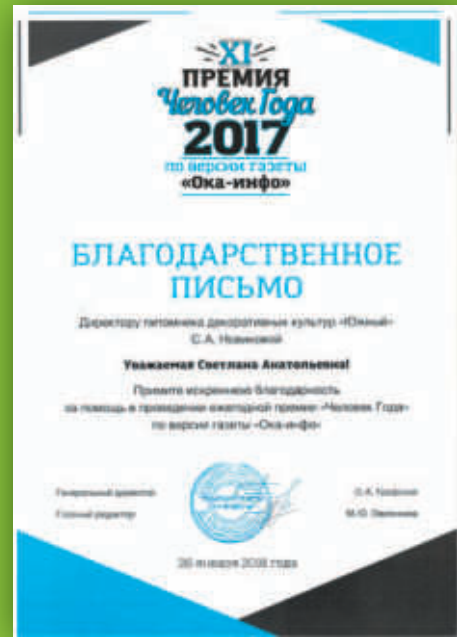 XI
ПРЕМИЯ
Человек Года
2017
по версии газеты
«Ока-инфо»
БЛАГОДАРСТВЕННОЕ
ПИСЬМО
Директору питомника декоративных культур «Южный»
С.А. Новиковой
Уважаемая Светлана Анатольевна!
Примите искреннюю благодарность
за помощь в проведении ежегодной премии «Человек Года»
по версии газеты «Ока-инфо»
Генеральный директор
Главный редактор
26 января 2018 года